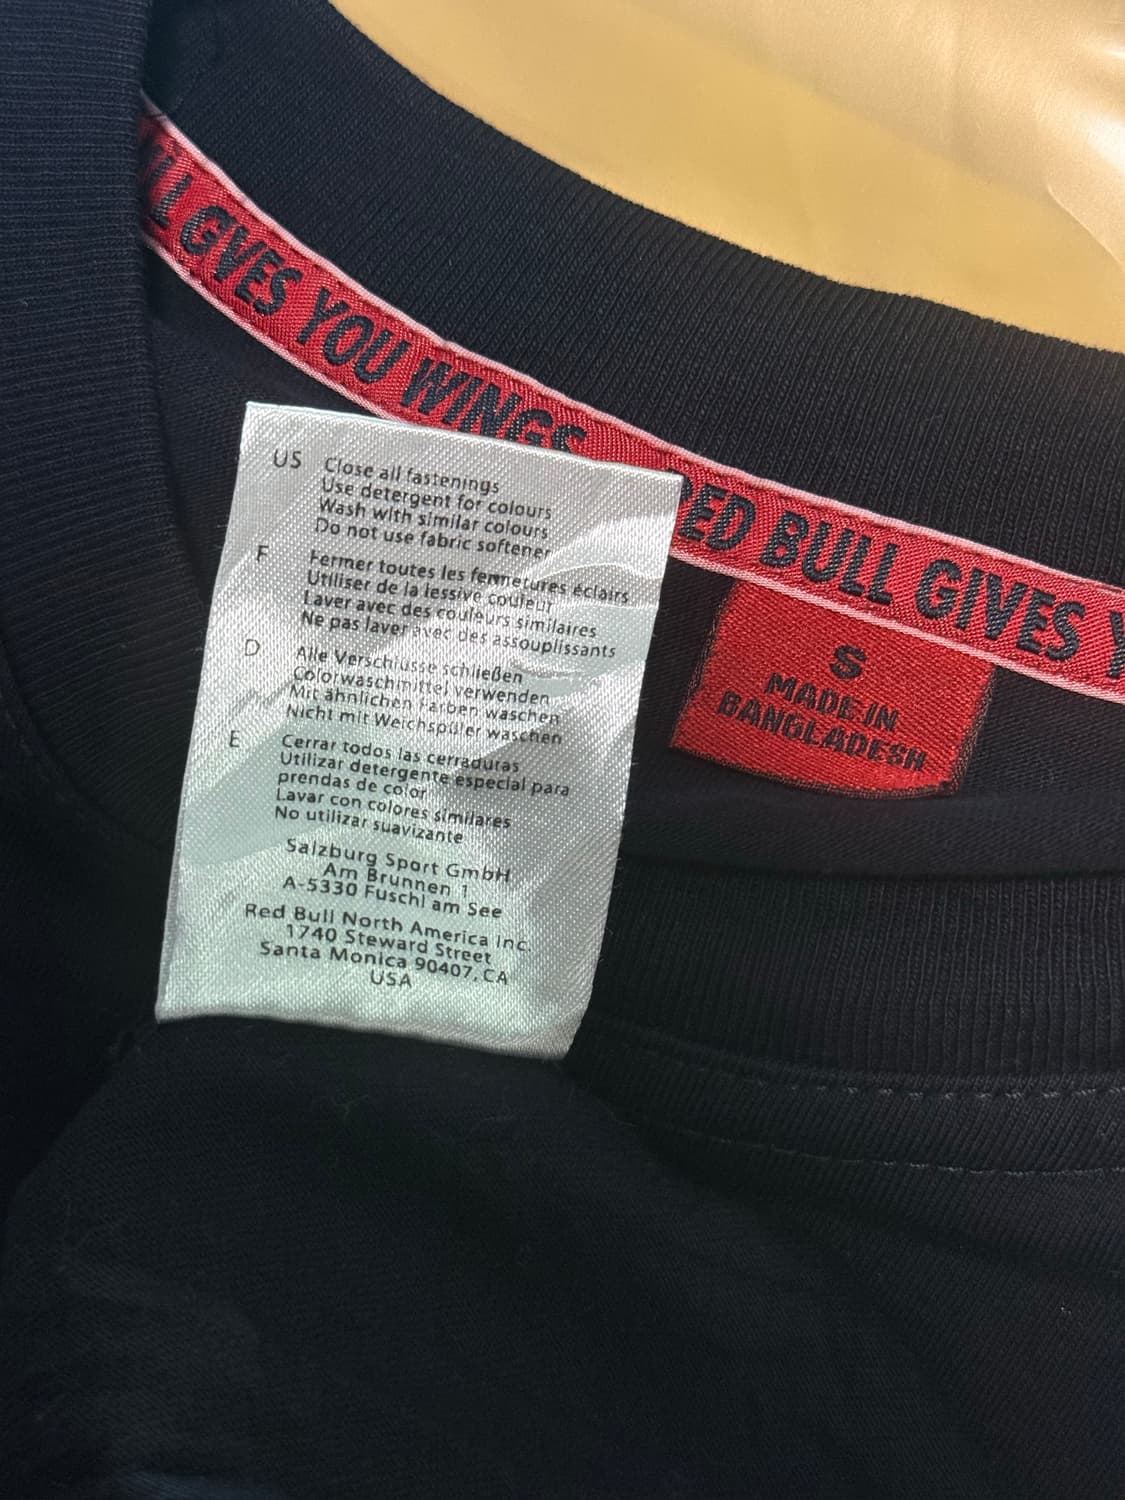 LL GVES YOU WINGS
RED BULL GIVES Y
US Close all fastenings
Use detergent for colours
Wash with similar colours
Do not use fabric softener
F Fermer toutes les fermetures éclairs
Utiliser de la lessive couleur
Laver avec des couleurs similaires
Ne pas laver avec des assouplissants
D Alle Verschlüsse schließen
Colorwaschmittel verwenden
Mit ähnlichen Farben waschen
Nicht mit Weichspüler waschen
E Cerrar todos las cerraduras
Utilizar detergente especial para
prendas de color
Lavar con colores similares
No utilizar suavizante
Salzburg Sport GmbH
Am Brunnen 1
A-5330 Fuschl am See
Red Bull North America Inc.
1740 Steward Street
Santa Monica 90407, CA
USA
S
MADE IN
BANGLADESH